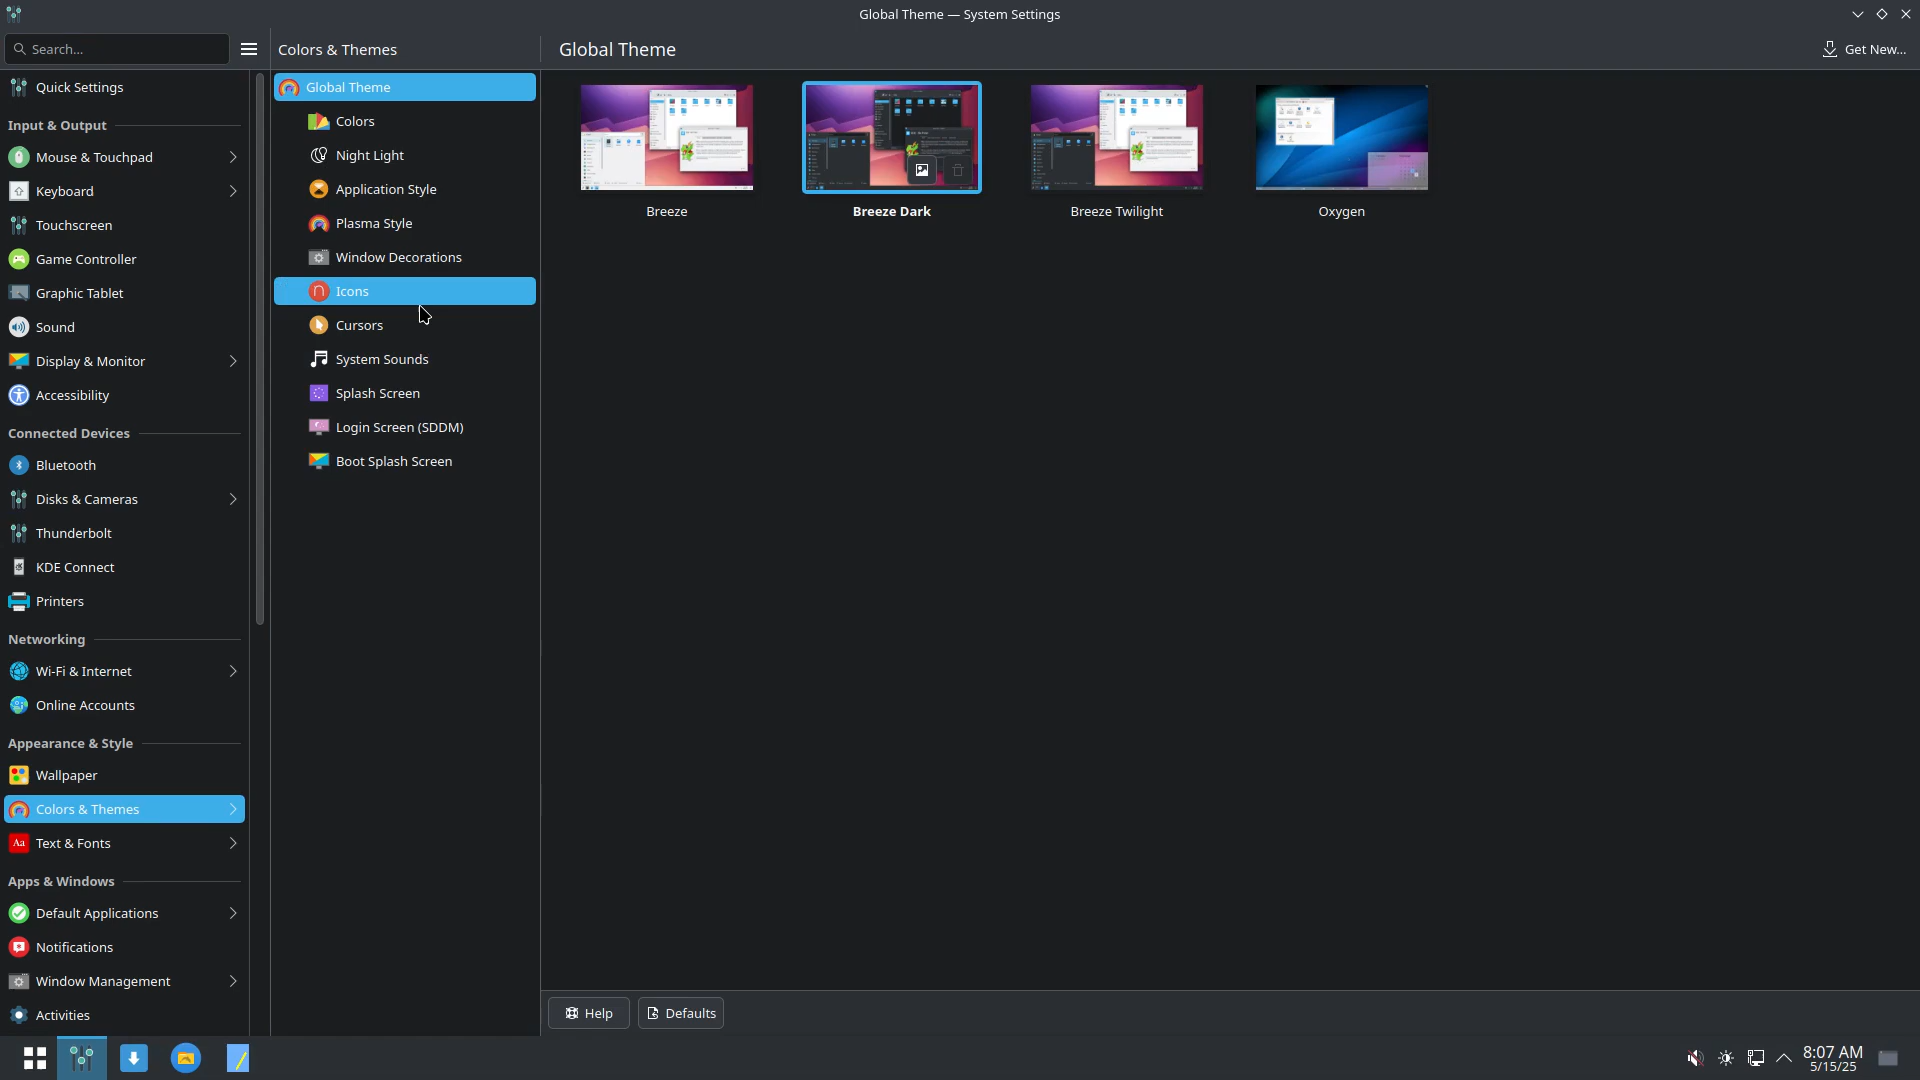 Global Theme — System Settings
Search...
Colors & Themes
Global Theme
Get New...
Quick Settings
Input & Output
Mouse & Touchpad
Keyboard
Touchscreen
Game Controller
Graphic Tablet
Sound
Display & Monitor
Accessibility
Connected Devices
Bluetooth
Disks & Cameras
Thunderbolt
KDE Connect
Printers
Networking
Wi-Fi & Internet
Online Accounts
Appearance & Style
Wallpaper
Colors & Themes
Text & Fonts
Apps & Windows
Default Applications
Notifications
Window Management
Activities
Global Theme
Colors
Night Light
Application Style
Plasma Style
Window Decorations
Icons
Cursors
System Sounds
Splash Screen
Login Screen (SDDM)
Boot Splash Screen
Breeze
Breeze Dark
Breeze Twilight
Oxygen
Help
Defaults
8:07 AM
5/15/25